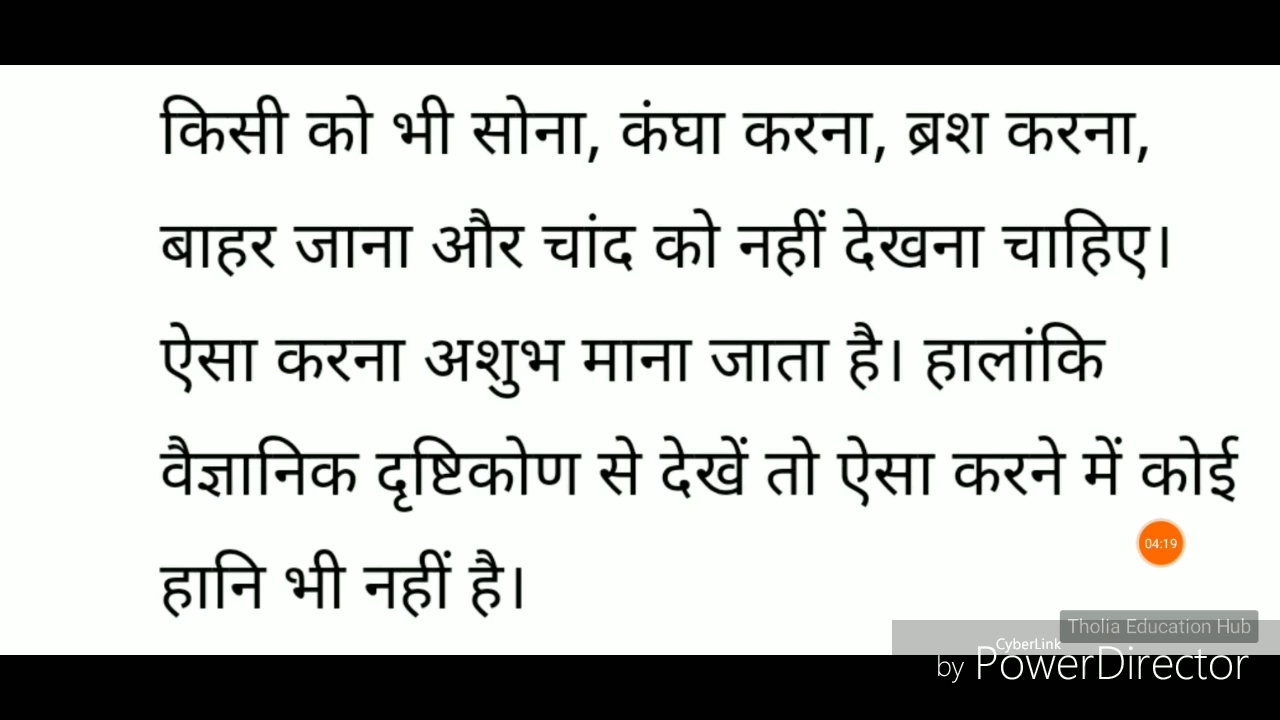 किसी को भी सोना, कंघा करना, ब्रश करना,
बाहर जाना और चांद को नहीं देखना चाहिए।
ऐसा करना अशुभ माना जाता है। हालांकि
वैज्ञानिक दृष्टिकोण से देखें तो ऐसा करने में कोई
हानि भी नहीं है।
04:19
Tholia Education Hub
CyberLink
by PowerDirector